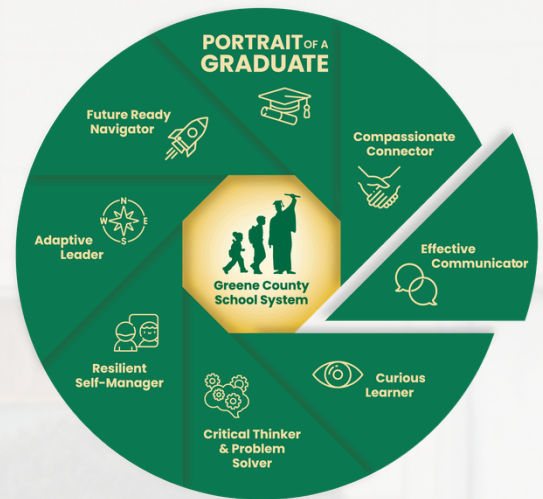 PORTRAIT OF A
GRADUATE
Compassionate
Connector
Effective
Communicator
Curious
Learner
Critical Thinker
& Problem
Solver
Resilient
Self-Manager
Adaptive
Leader
N
W E
S
Future Ready
Navigator
Greene County
School System